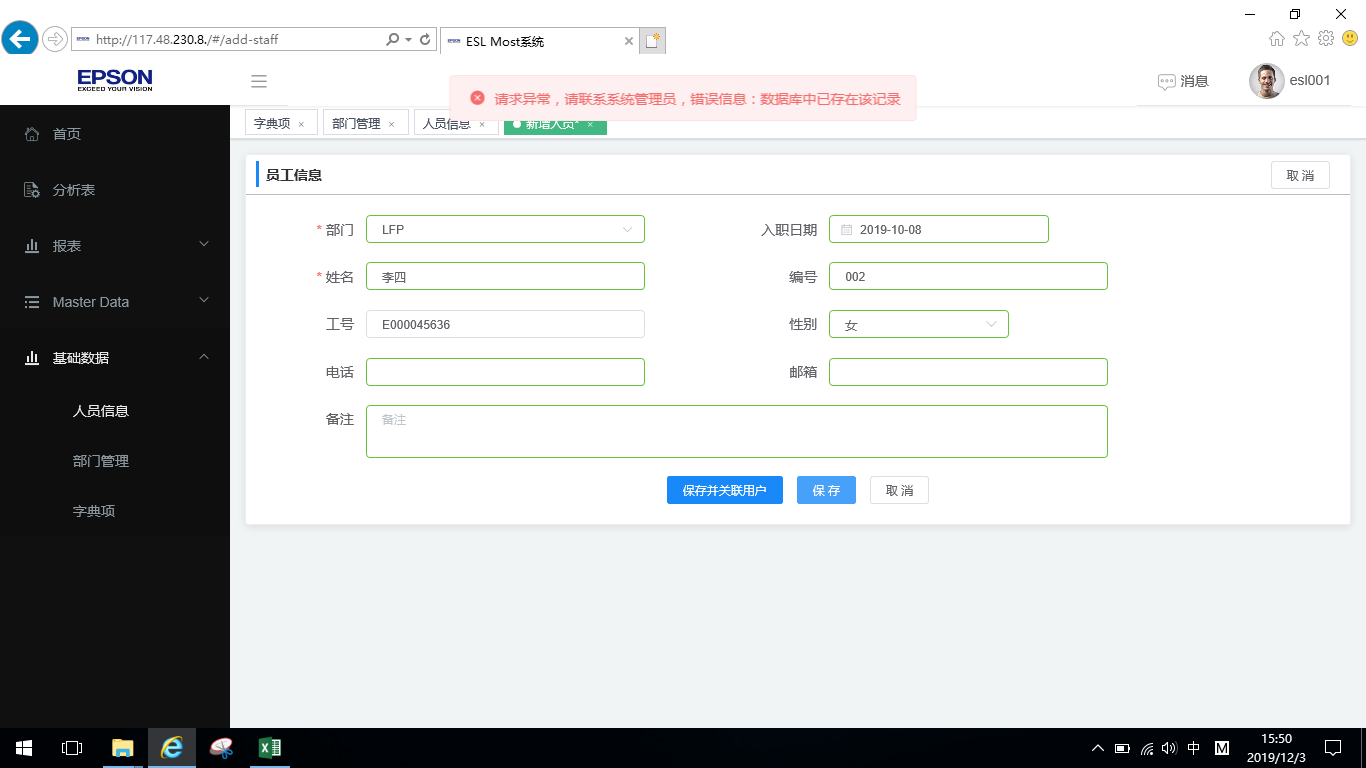 http://117.48.230.8./#/add-staff
ESL Most系统
EPSON
EXCEED YOUR VISION
请求异常，请联系系统管理员，错误信息：数据库中已存在该记录
消息
esl001
字典项
部门管理
人员信息
新增人员*
首页
分析表
报表
Master Data
基础数据
人员信息
部门管理
字典项
员工信息
取 消
* 部门 LFP
入职日期 2019-10-08
* 姓名 李四
编号 002
工号 E000045636
性别 女
电话
邮箱
备注 备注
保存并关联用户
保 存
取 消
中
M
15:50
2019/12/3